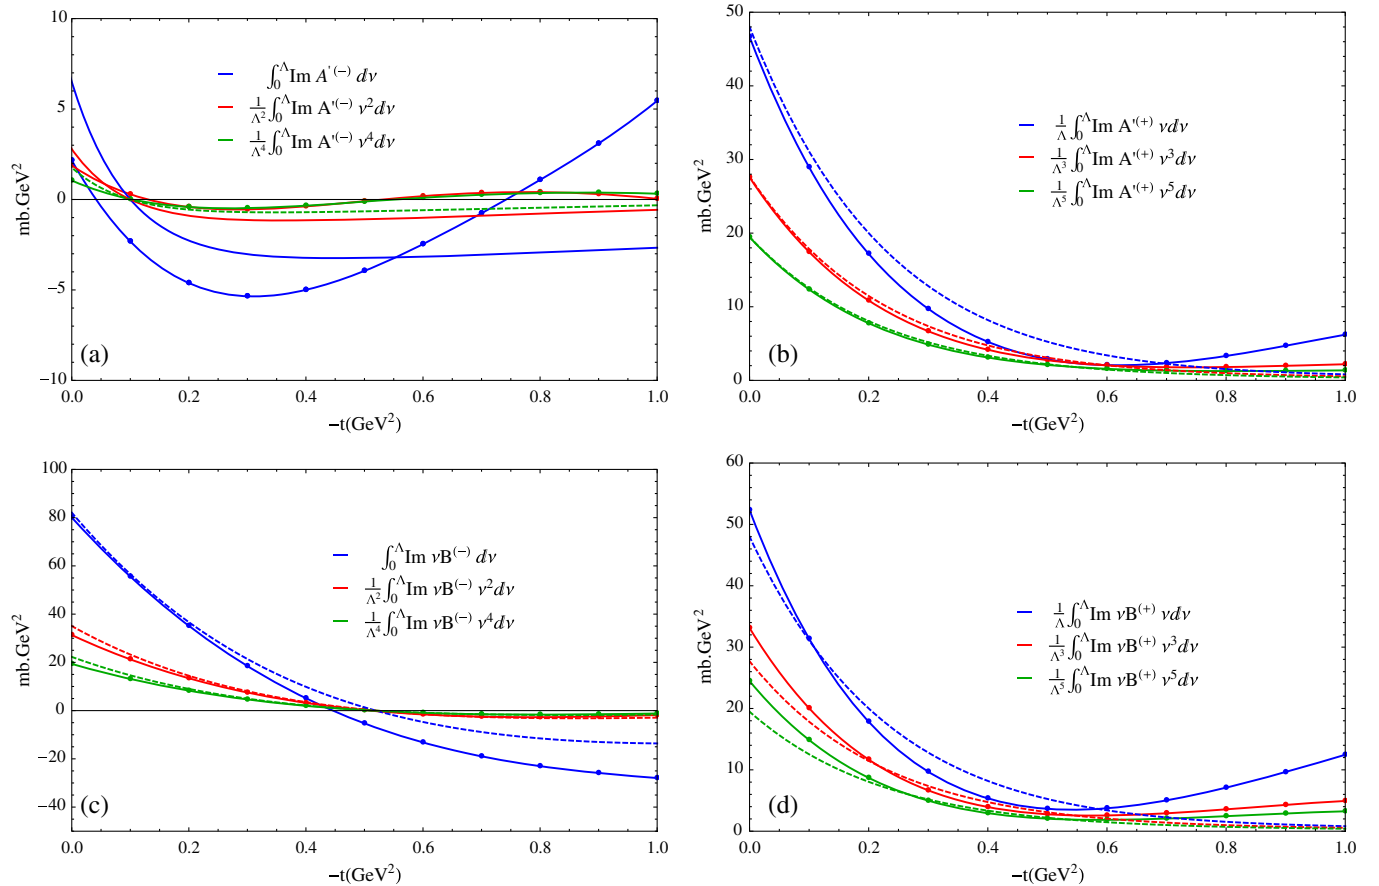 10
5
0
−5
−10
mb.GeV²
∫₀^Λ Im A'⁽⁻⁾ dν
1/Λ² ∫₀^Λ Im A'⁽⁻⁾ ν² dν
1/Λ⁴ ∫₀^Λ Im A'⁽⁻⁾ ν⁴ dν
(a)
0.0 0.2 0.4 0.6 0.8 1.0
−t(GeV²)
50
40
30
20
10
0
mb.GeV²
1/Λ ∫₀^Λ Im A'⁽⁺⁾ νdν
1/Λ³ ∫₀^Λ Im A'⁽⁺⁾ ν³ dν
1/Λ⁵ ∫₀^Λ Im A'⁽⁺⁾ ν⁵ dν
(b)
0.0 0.2 0.4 0.6 0.8 1.0
−t(GeV²)
100
80
60
40
20
0
−20
−40
mb.GeV²
∫₀^Λ Im νB⁽⁻⁾ dν
1/Λ² ∫₀^Λ Im νB⁽⁻⁾ ν² dν
1/Λ⁴ ∫₀^Λ Im νB⁽⁻⁾ ν⁴ dν
(c)
0.0 0.2 0.4 0.6 0.8 1.0
−t(GeV²)
60
50
40
30
20
10
0
mb.GeV²
1/Λ ∫₀^Λ Im νB⁽⁺⁾ νdν
1/Λ³ ∫₀^Λ Im νB⁽⁺⁾ ν³ dν
1/Λ⁵ ∫₀^Λ Im νB⁽⁺⁾ ν⁵ dν
(d)
0.0 0.2 0.4 0.6 0.8 1.0
−t(GeV²)